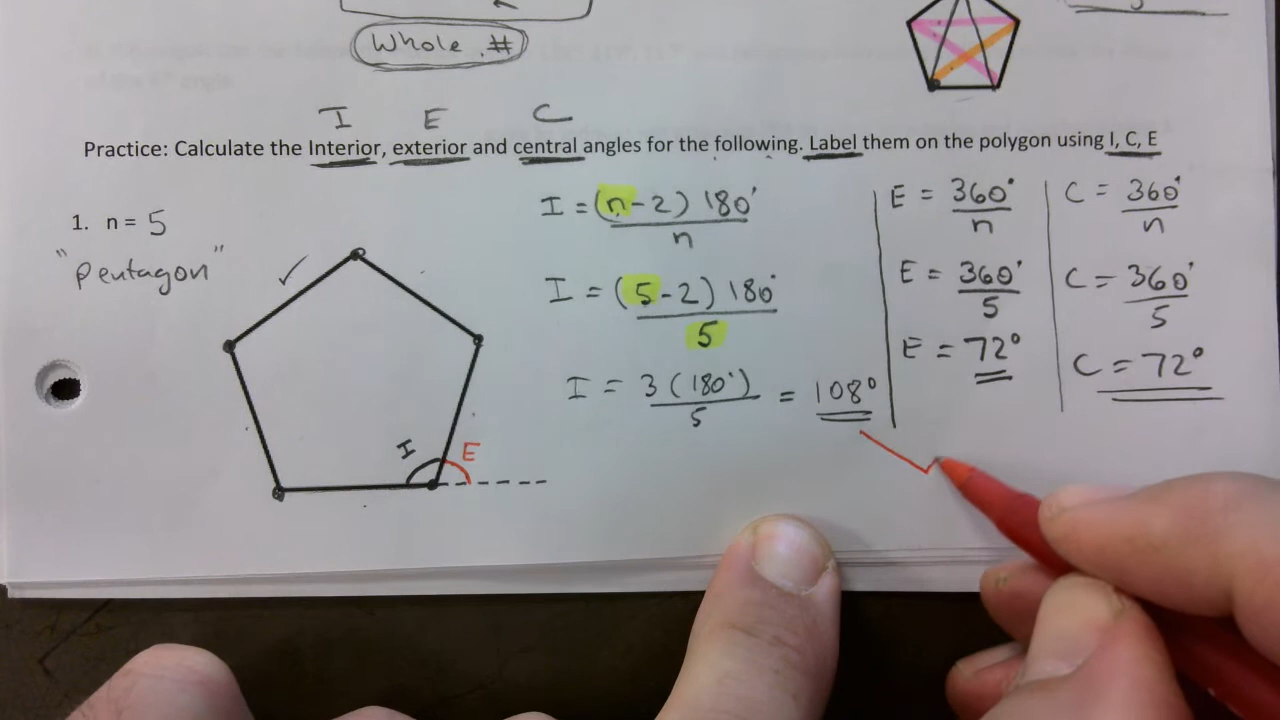 Whole #
I E C
Practice: Calculate the Interior, exterior and central angles for the following. Label them on the polygon using I, C, E
1. n = 5
"Pentagon"
I = (n-2) 180°
n
I = (5-2) 180°
5
I = 3 (180°) = 108°
5
E = 360°
n
E = 360°
5
E = 72°
C = 360°
n
C = 360°
5
C = 72°
I E